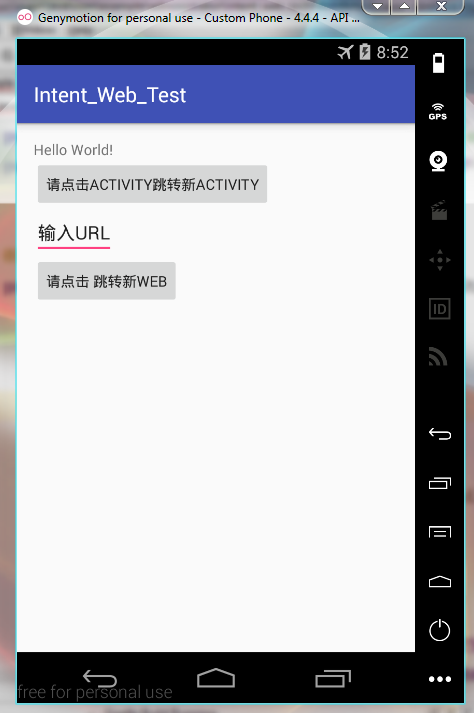 Genymotion for personal use - Custom Phone - 4.4.4 - API ...
8:52
Intent_Web_Test
GPS
Hello World!
请点击ACTIVITY跳转新ACTIVITY
输入URL
请点击 跳转新WEB
ID
free for personal use